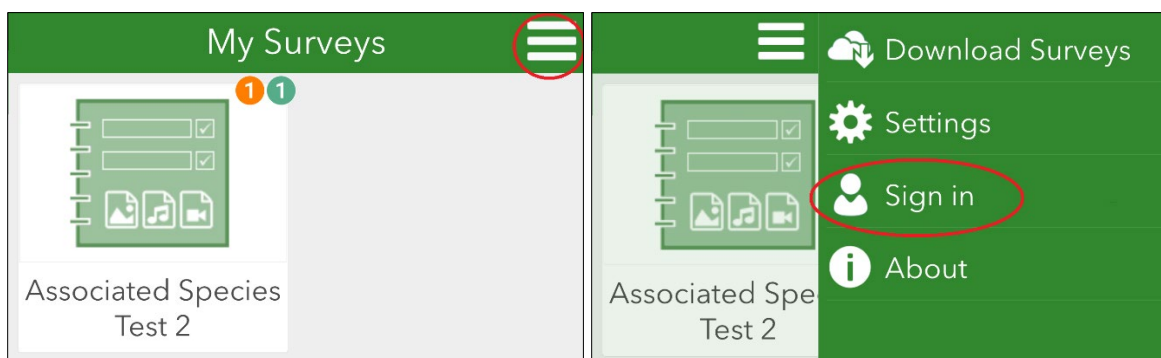 My Surveys
1 1
Associated Species
Test 2
Download Surveys
Settings
Sign in
About
Associated Spe
Test 2